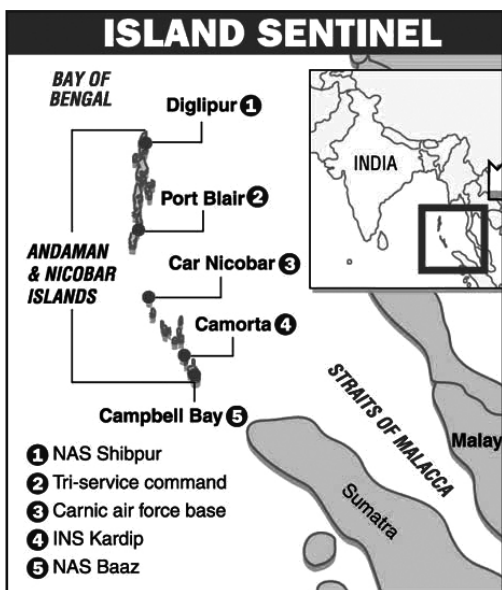 ISLAND SENTINEL
BAY OF
BENGAL
Diglipur 1
INDIA
Port Blair 2
ANDAMAN
& NICOBAR
ISLANDS
Car Nicobar 3
Camorta 4
Campbell Bay 5
STRAITS OF MALACCA
Malay
Sumatra
1 NAS Shibpur
2 Tri-service command
3 Carnic air force base
4 INS Kardip
5 NAS Baaz